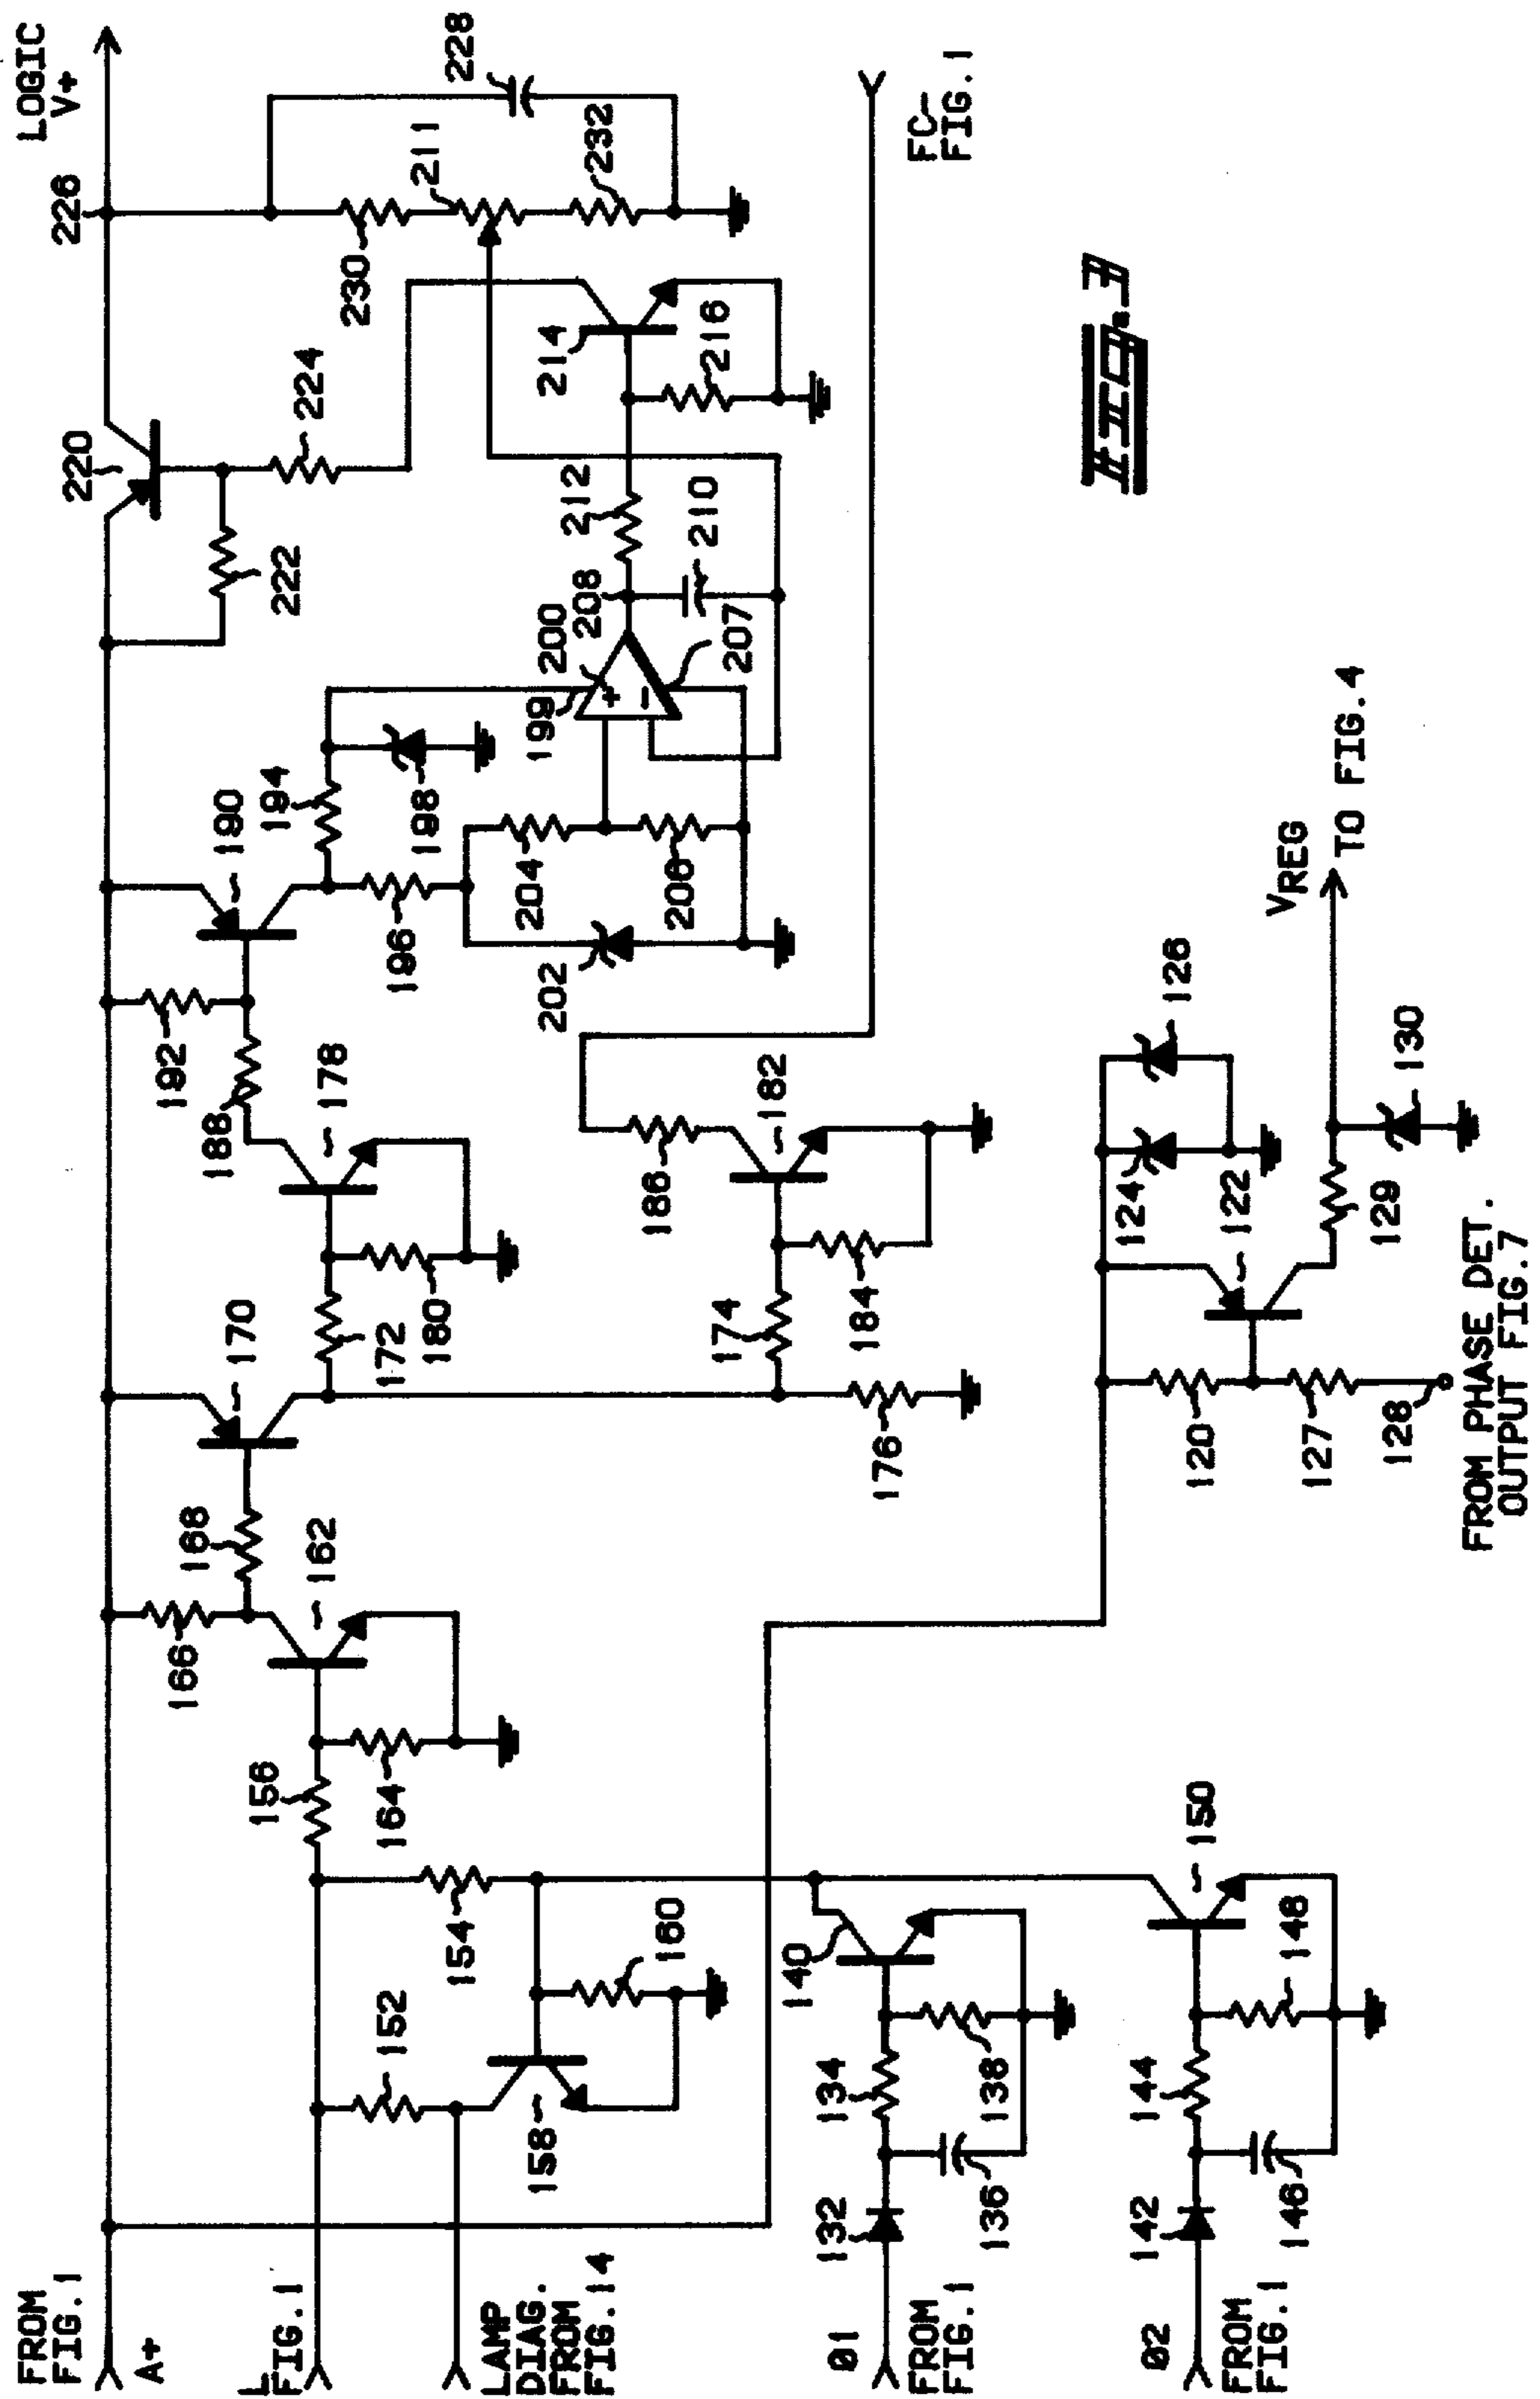 FROM
FIG.1
A+
LOGIC
V+
226
220
222
224
228
230
211
232
166
168
170
192
188
190
194
196
198
199
200
208
212
210
207
214
216
204
206
202
L
FIG.1
156
162
164
172
180
178
152
154
160
158
LAMP
DIAG.
FROM
FIG.14
174
184
176
186
182
FC-
FIG.1
Ø1
FROM
FIG.1
132
134
136
138
140
Ø2
FROM
FIG.1
142
144
146
148
150
120
122
124
126
127
128
129
130
VREG
TO FIG.4
FROM PHASE DET.
OUTPUT FIG.7
FIG. 3